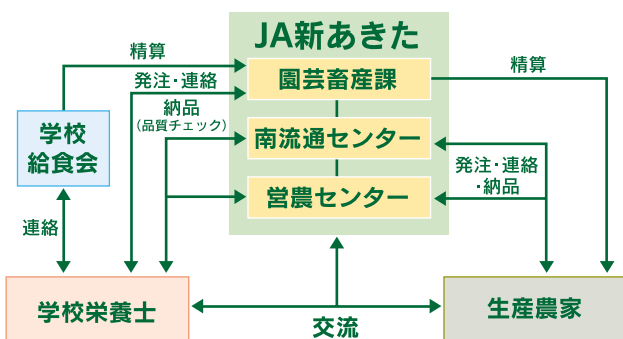 JA新あきた
精算
園芸畜産課
精算
発注・連絡
納品
(品質チェック)
学校
給食会
南流通センター
発注・連絡
・納品
営農センター
連絡
学校栄養士
交流
生産農家